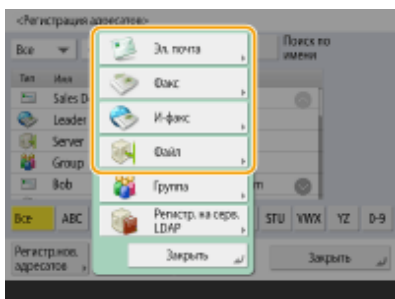 <Регистрация адресатов>
Все
Поиск по
имени
Тип Имя
Sales D
Leader
Server
Group
Bob
Эл. почта
Факс
И-факс
Файл
Группа
Регистр. на серв.
LDAP
Закрыть
m
Все ABC STU VWX YZ 0-9
Регистр.нов.
адресатов
Закрыть